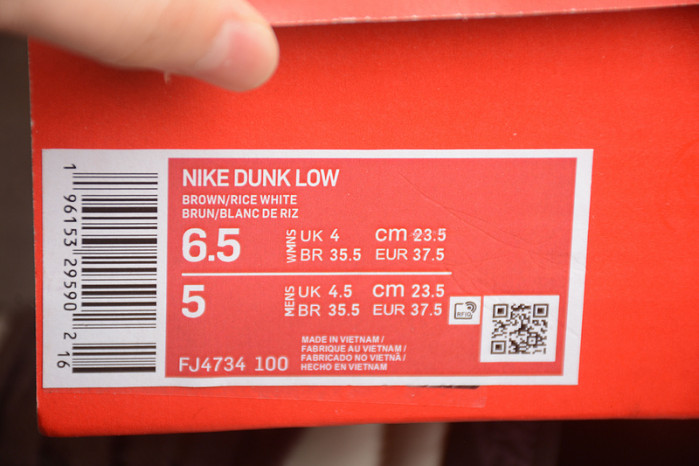 NIKE DUNK LOW
BROWN/RICE WHITE
BRUN/BLANC DE RIZ
6.5 WMNS UK 4 cm 23.5
BR 35.5 EUR 37.5
5 MENS UK 4.5 cm 23.5
BR 35.5 EUR 37.5
MADE IN VIETNAM /
FABRIQUE AU VIETNAM /
FABRICADO NO VIETNÃ /
HECHO EN VIETNAM
FJ4734 100
1 96153 29590 2 16